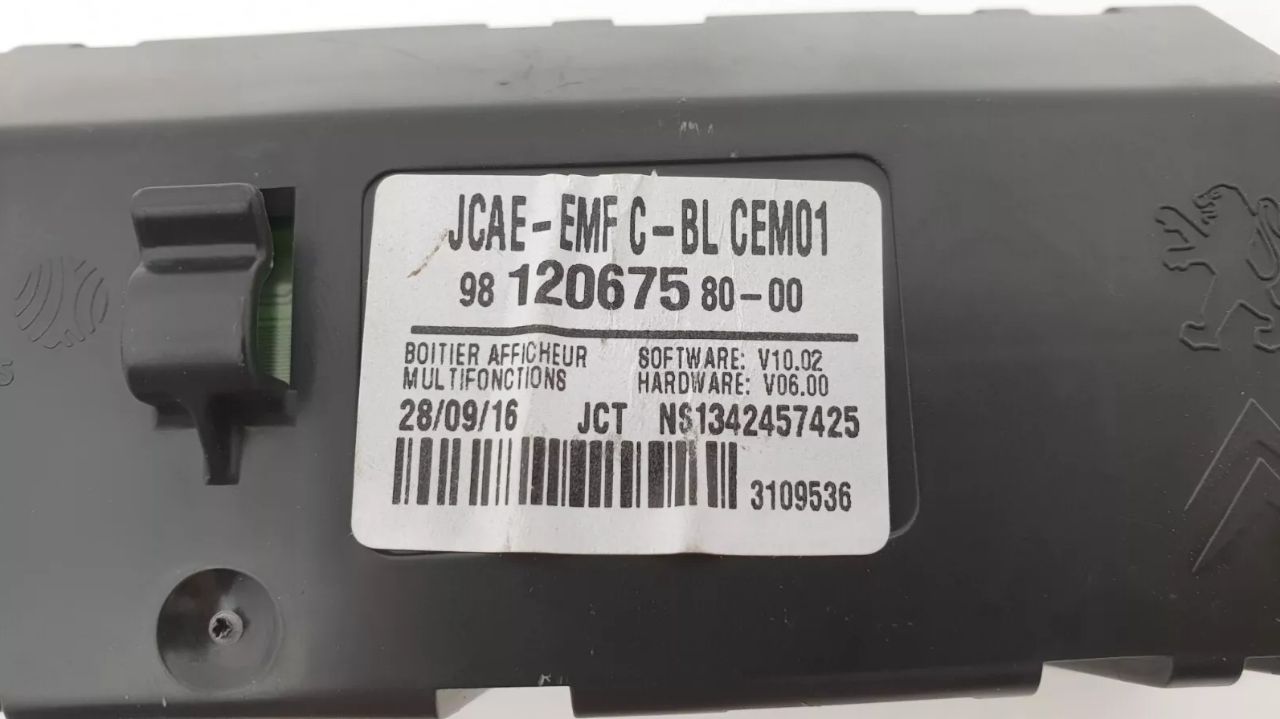 JCAE-EMF C-BL CEM01
98 120675 80-00
BOITIER AFFICHEUR SOFTWARE: V10.02
MULTIFONCTIONS HARDWARE: V06.00
28/09/16 JCT N$1342457425
3109536